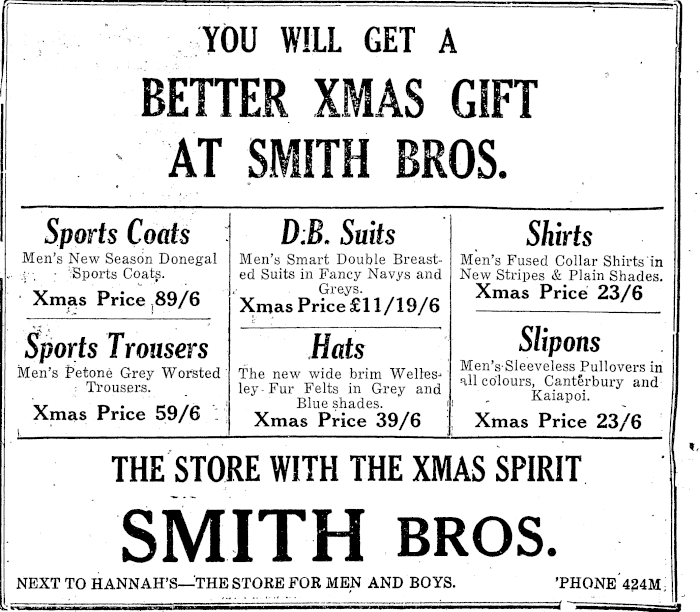 YOU WILL GET A
BETTER XMAS GIFT
AT SMITH BROS.
Sports Coats
Men's New Season Donegal
Sports Coats.
Xmas Price 89/6
Sports Trousers
Men's Petone Grey Worsted
Trousers.
Xmas Price 59/6
D.B. Suits
Men's Smart Double Breast-
ed Suits in Fancy Navys and
Greys.
Xmas Price £11/19/6
Hats
The new wide brim Welles-
ley Fur Felts in Grey and
Blue shades.
Xmas Price 39/6
Shirts
Men's Fused Collar Shirts in
New Stripes & Plain Shades.
Xmas Price 23/6
Slipons
Men's Sleeveless Pullovers in
all colours, Canterbury and
Kaiapoi.
Xmas Price 23/6
THE STORE WITH THE XMAS SPIRIT
SMITH BROS.
NEXT TO HANNAH'S—THE STORE FOR MEN AND BOYS. 'PHONE 424M